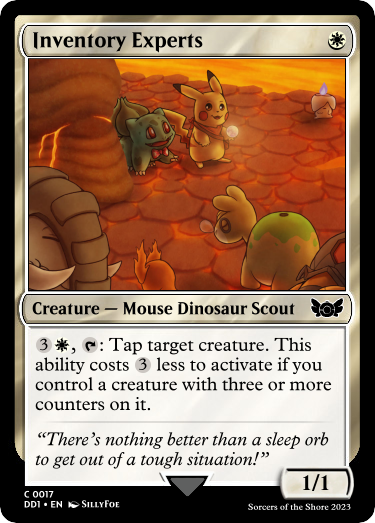 Inventory Experts
Creature — Mouse Dinosaur Scout
3, : Tap target creature. This
ability costs 3 less to activate if you
control a creature with three or more
counters on it.
“There’s nothing better than a sleep orb
to get out of a tough situation!”
1/1
C 0017
DD1 • EN SILLYFOE
Sorcers of the Shore 2023